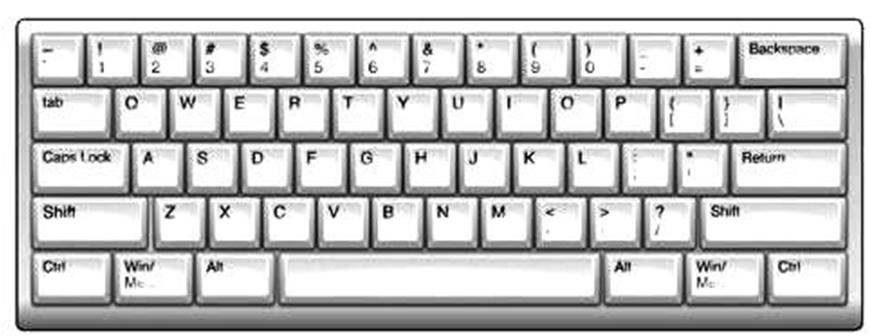 ~ ! @ # $ % ^ & * ( ) _ + Backspace
` 1 2 3 4 5 6 7 8 9 0 - =
tab Q W E R T Y U I O P { } |
[ ] \
Caps Lock A S D F G H J K L : " Return
; '
Shift Z X C V B N M < > ? Shift
, . /
Ctrl Win/ Alt Alt Win/ Ctrl